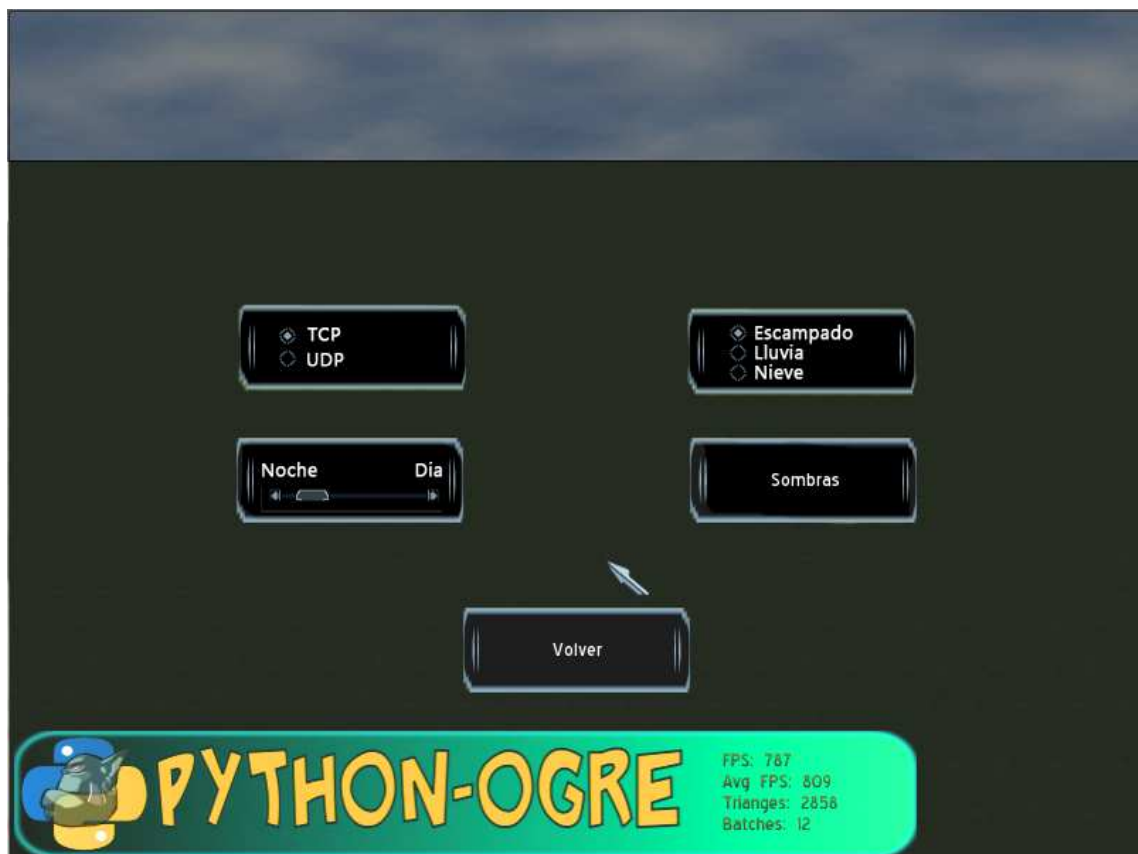 TCP
UDP
Escampado
Lluvia
Nieve
Noche Día
Sombras
Volver
PYTHON-OGRE
FPS: 787
Avg FPS: 809
Trianges: 2858
Batches: 12